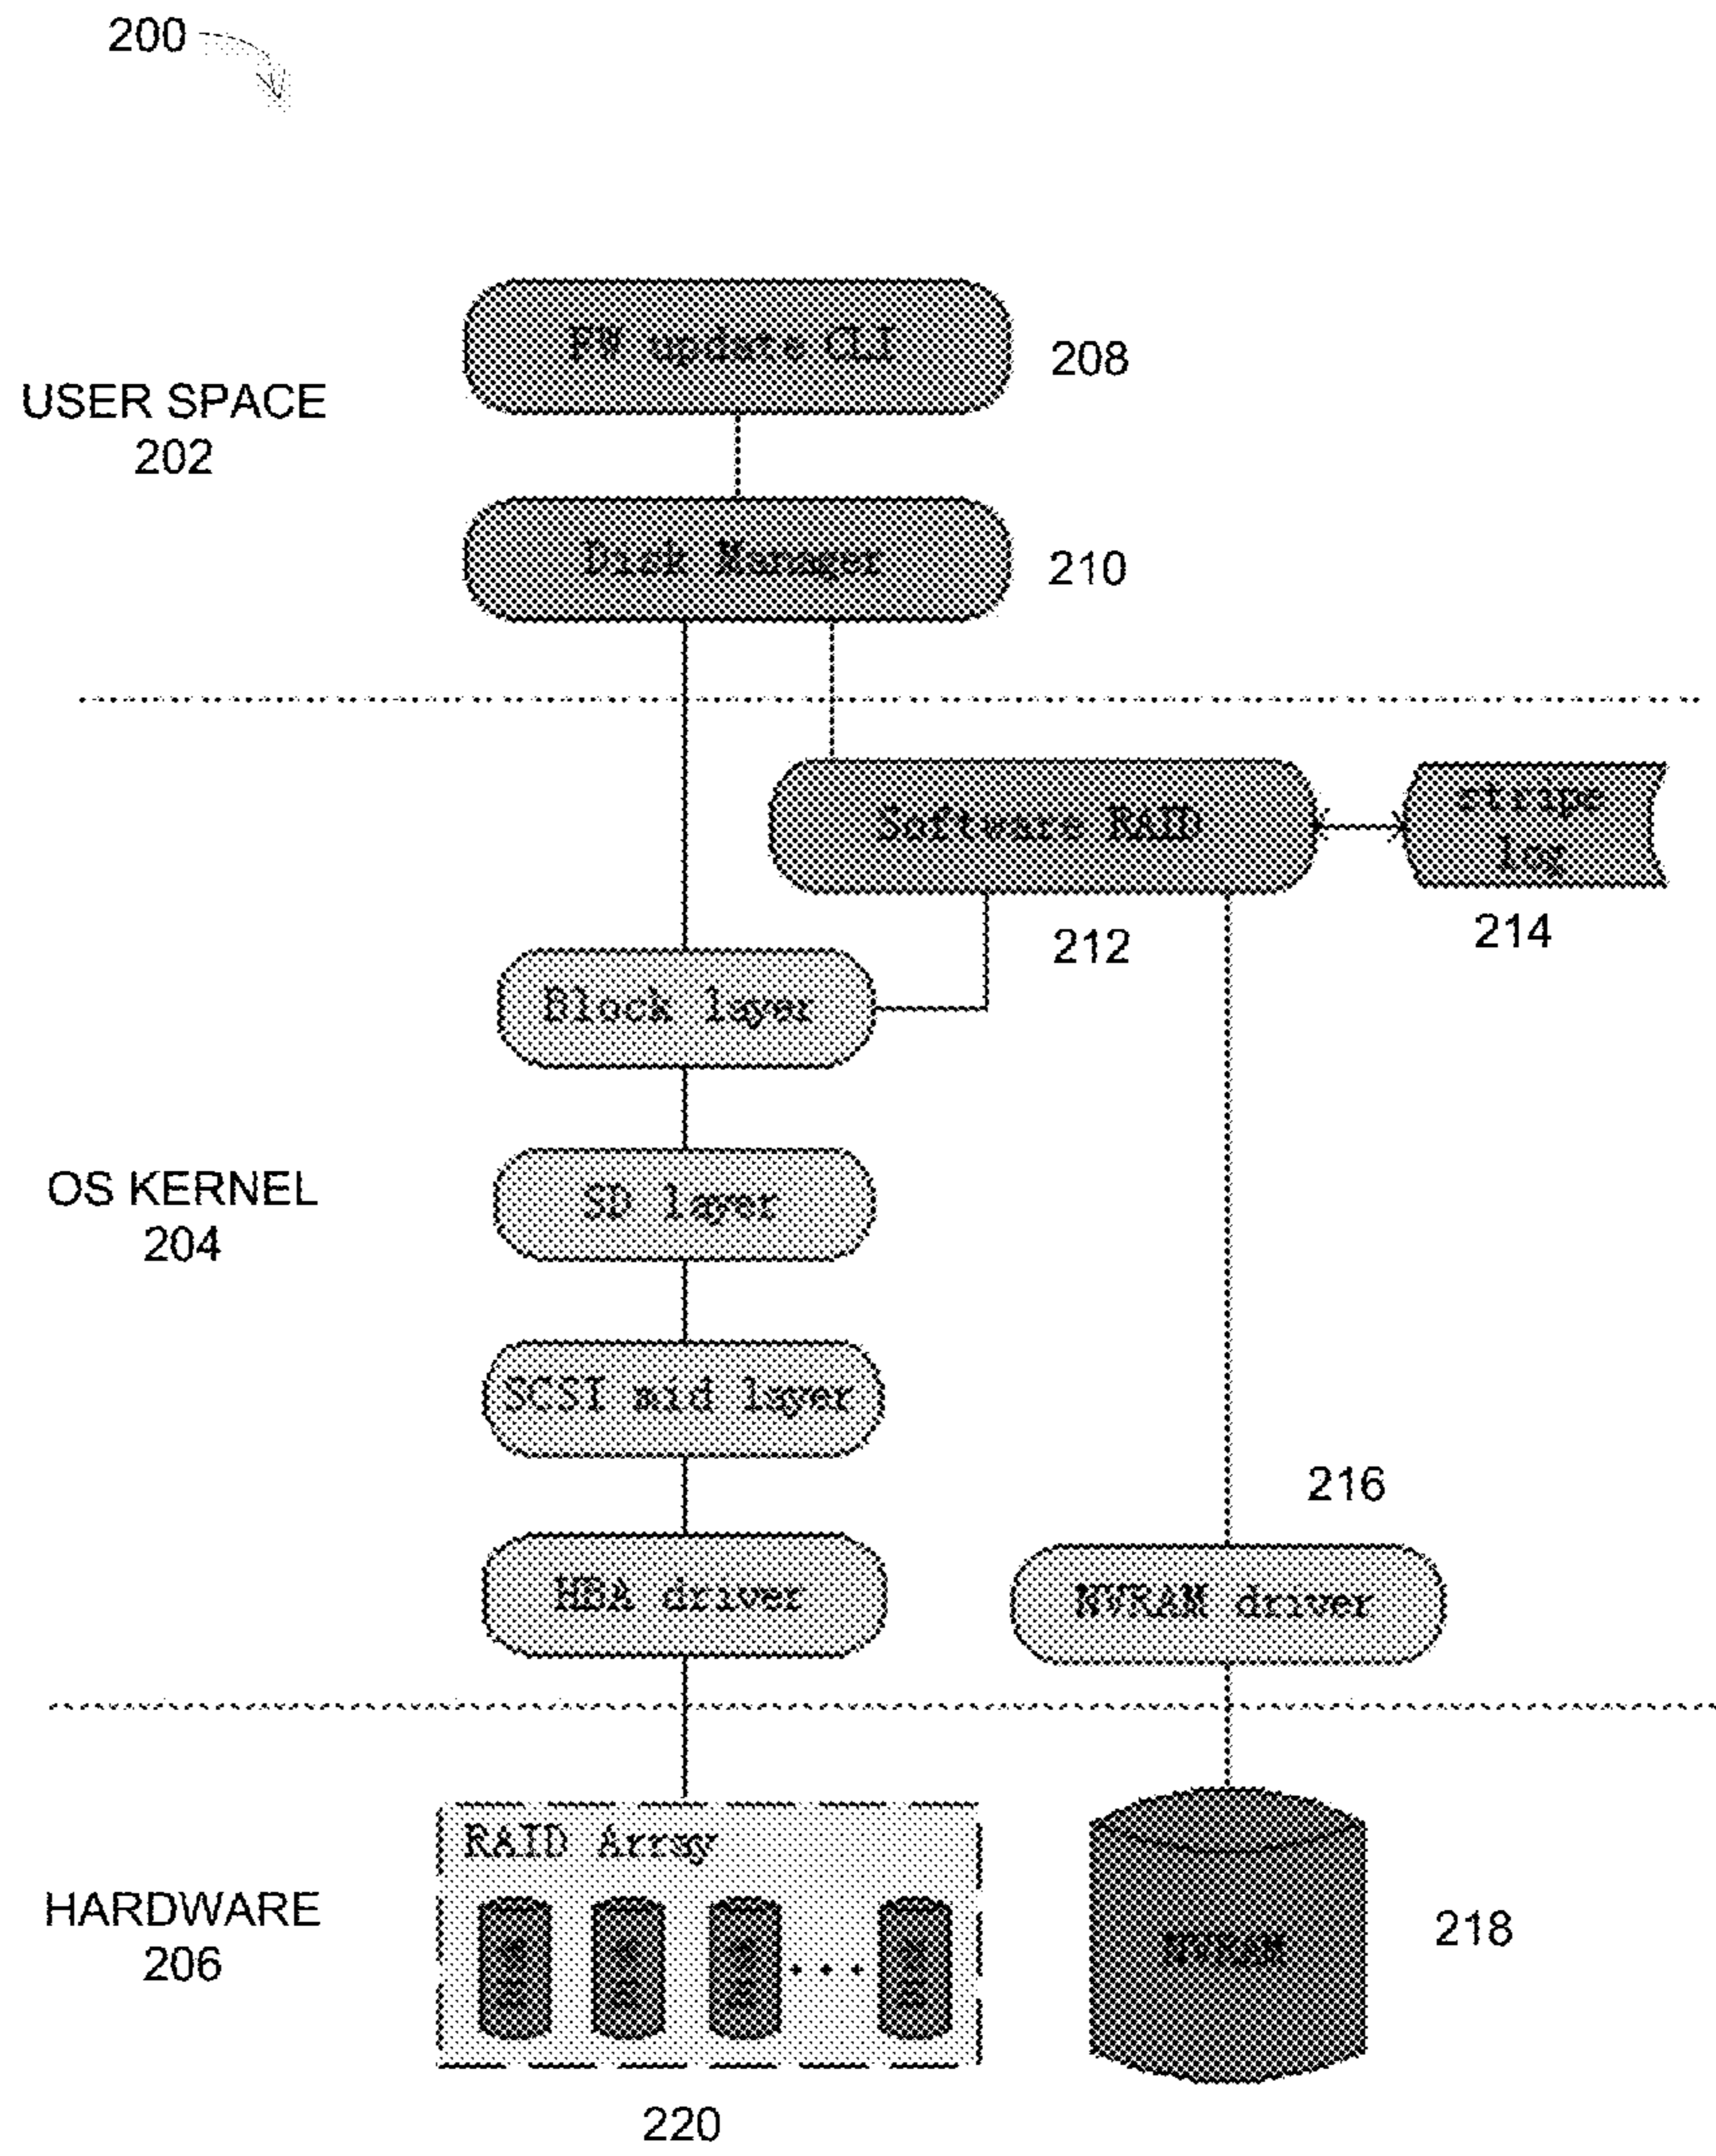 200
FW update CLI
208
USER SPACE
202
Disk Manager
210
Software RAID
stripe
log
212
214
Block layer
OS KERNEL
204
SD layer
SCSI mid layer
216
HBA driver
NVRAM driver
RAID Array
HARDWARE
206
NVRAM
218
220